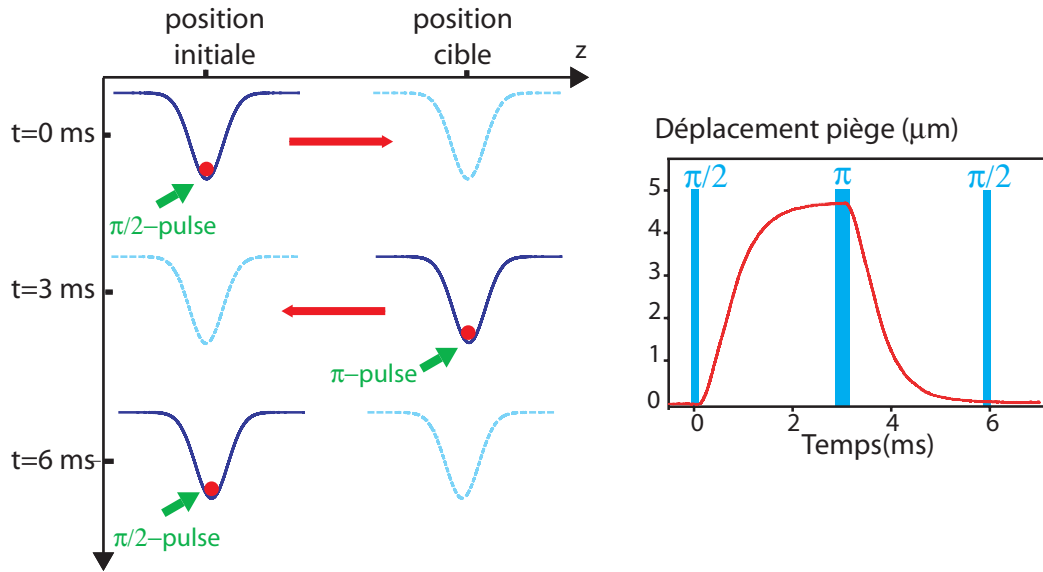 position
initiale
position
cible
z
t=0 ms
π/2–pulse
t=3 ms
π–pulse
t=6 ms
π/2–pulse
Déplacement piège (μm)
π/2
π
π/2
5
4
3
2
1
0
0
2
4
6
Temps(ms)